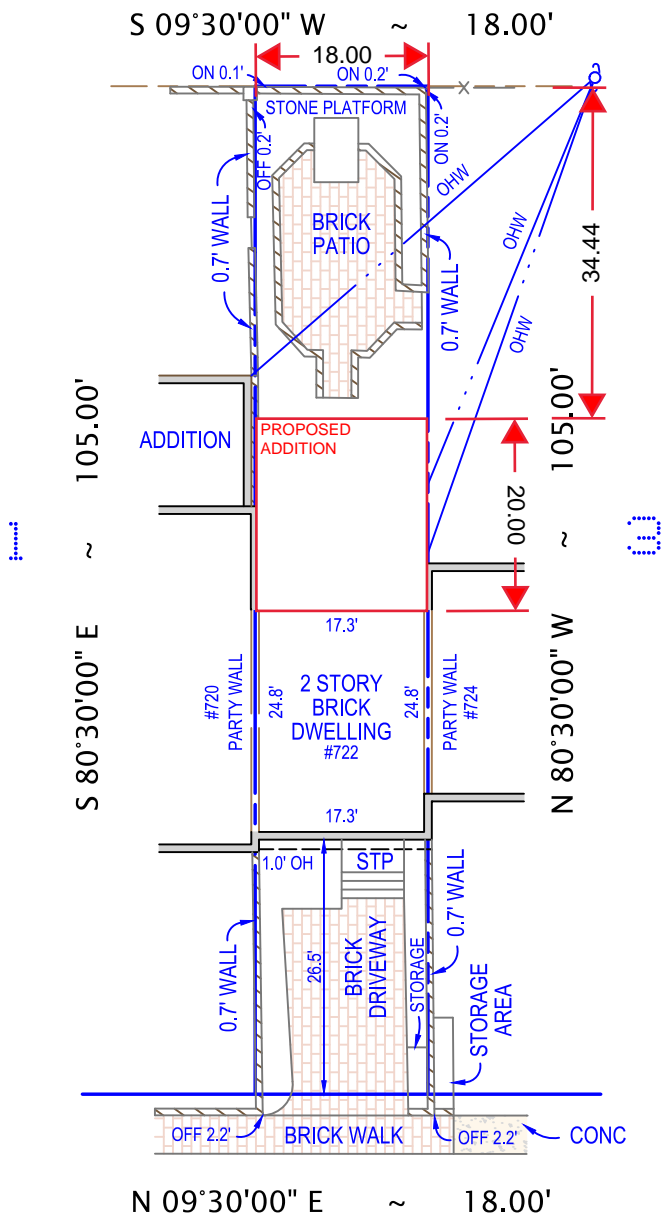 S 09°30'00" W ~ 18.00'
18.00
ON 0.1'
ON 0.2'
STONE PLATFORM
OFF 0.2'
ON 0.2'
OHW
OHW
OHW
34.44
0.7' WALL
BRICK
PATIO
0.7' WALL
S 80°30'00" E ~ 105.00'
N 80°30'00" W ~ 105.00'
ADDITION
PROPOSED
ADDITION
20.00
17.3'
#720
PARTY WALL
24.8'
2 STORY
BRICK
DWELLING
#722
24.8'
PARTY WALL
#724
17.3'
1.0' OH
STP
0.7' WALL
26.5'
BRICK
DRIVEWAY
STORAGE
0.7' WALL
STORAGE
AREA
OFF 2.2'
BRICK WALK
OFF 2.2'
CONC
N 09°30'00" E ~ 18.00'